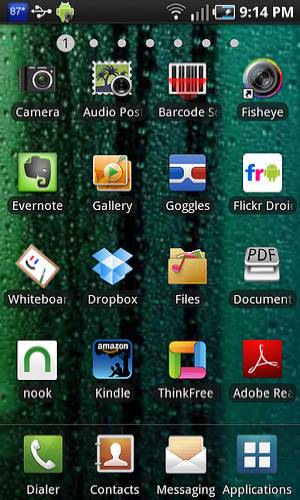 87° 9:14 PM
1
Camera Audio Pos Barcode S Fisheye
Evernote Gallery Goggles fr Flickr Droi
Whiteboa Dropbox Files PDF Document
nook amazon Kindle ThinkFree Adobe Rea
Dialer Contacts Messaging Applications